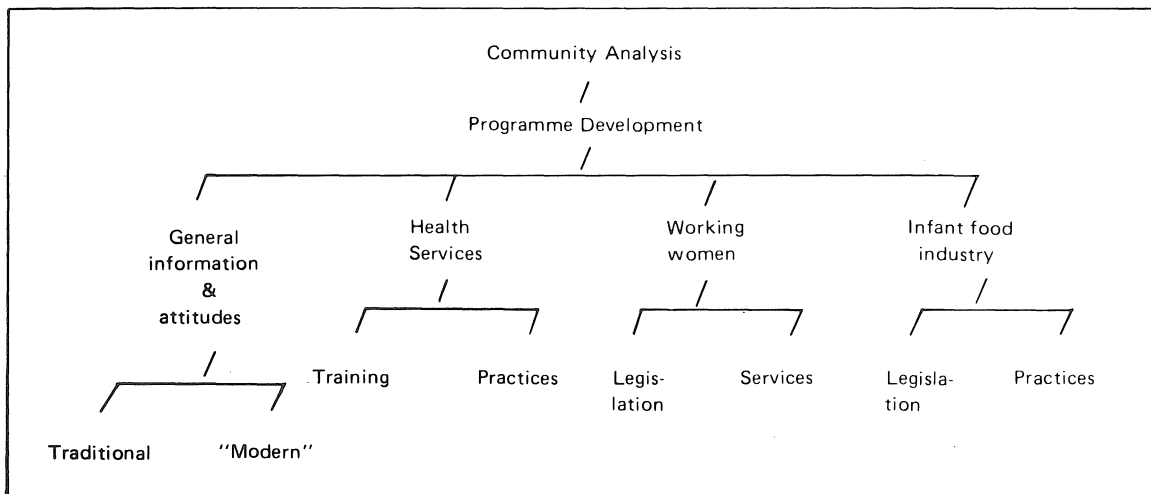 Community Analysis
Programme Development
General
information
&
attitudes
Health
Services
Working
women
Infant food
industry
Traditional
"Modern"
Training
Practices
Legis-
lation
Services
Legisla-
tion
Practices